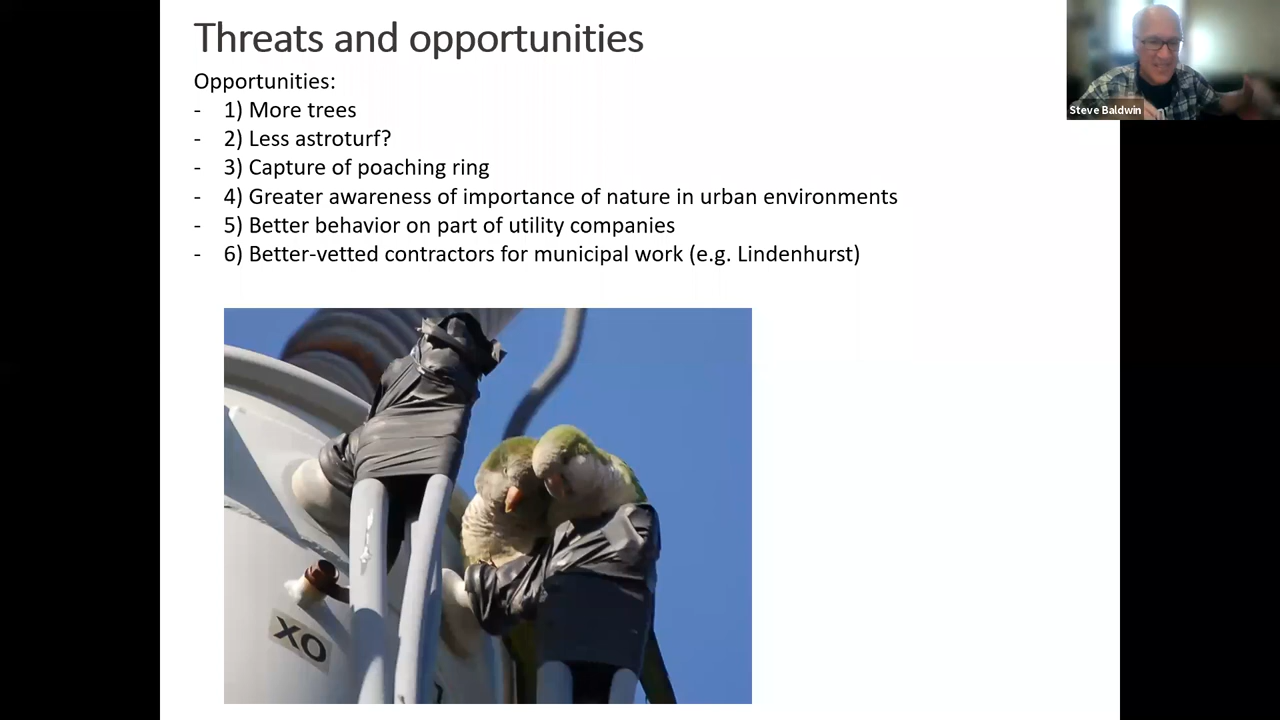 Threats and opportunities
Steve Baldwin
Opportunities:
- 1) More trees
- 2) Less astroturf?
- 3) Capture of poaching ring
- 4) Greater awareness of importance of nature in urban environments
- 5) Better behavior on part of utility companies
- 6) Better-vetted contractors for municipal work (e.g. Lindenhurst)
XO